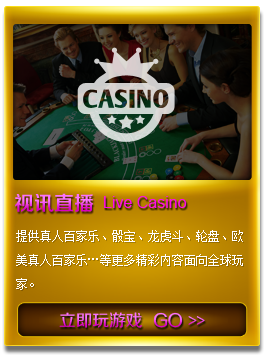 CASINO
视讯直播 Live Casino
提供真人百家乐、骰宝、龙虎斗、轮盘、欧
美真人百家乐…等更多精彩内容面向全球玩
家。
立即玩游戏 GO >>